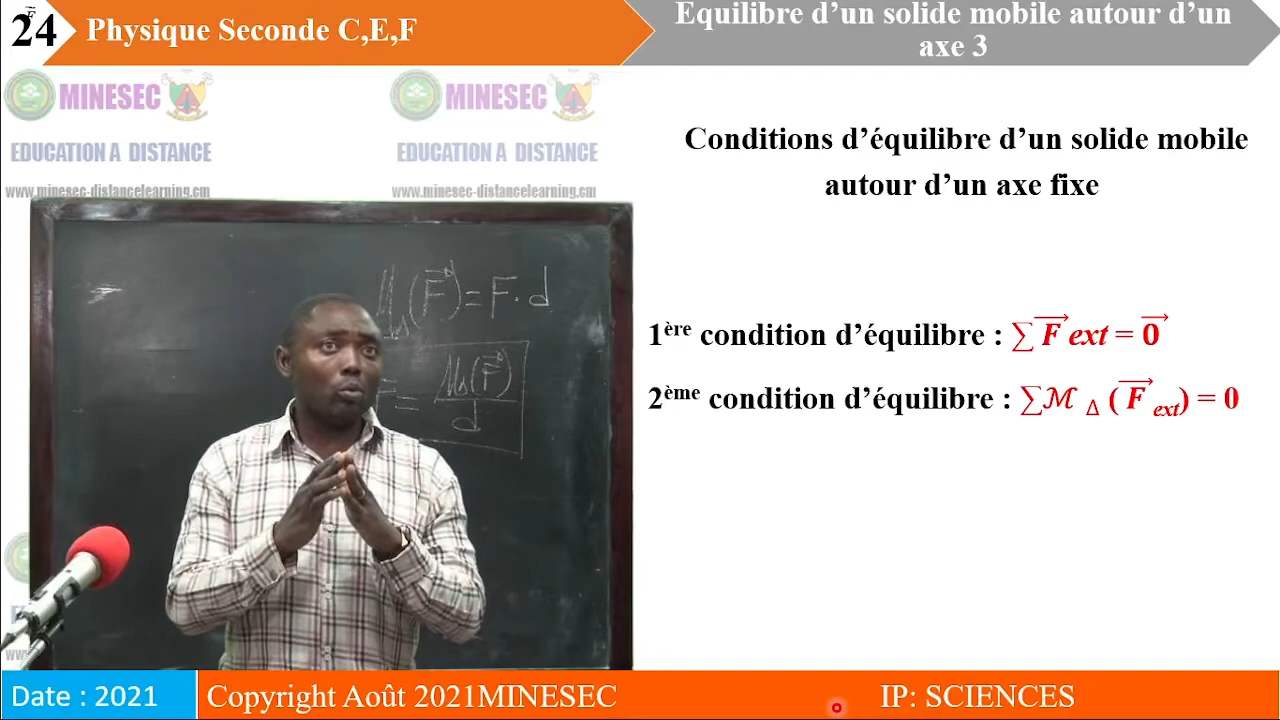 24
Physique Seconde C,E,F
Equilibre d’un solide mobile autour d’un
axe 3
MINESEC
EDUCATION A DISTANCE
www.minesec-distancelearning.cm
MINESEC
EDUCATION A DISTANCE
www.minesec-distancelearning.cm
Conditions d’équilibre d’un solide mobile
autour d’un axe fixe
1ère condition d’équilibre : ∑ F⃗ ext = 0⃗
2ème condition d’équilibre : ∑ℳ Δ ( F⃗ ext) = 0
M_Δ(F⃗) = F. d
F = M_Δ(F⃗) / d
Date : 2021
Copyright Août 2021MINESEC
IP: SCIENCES